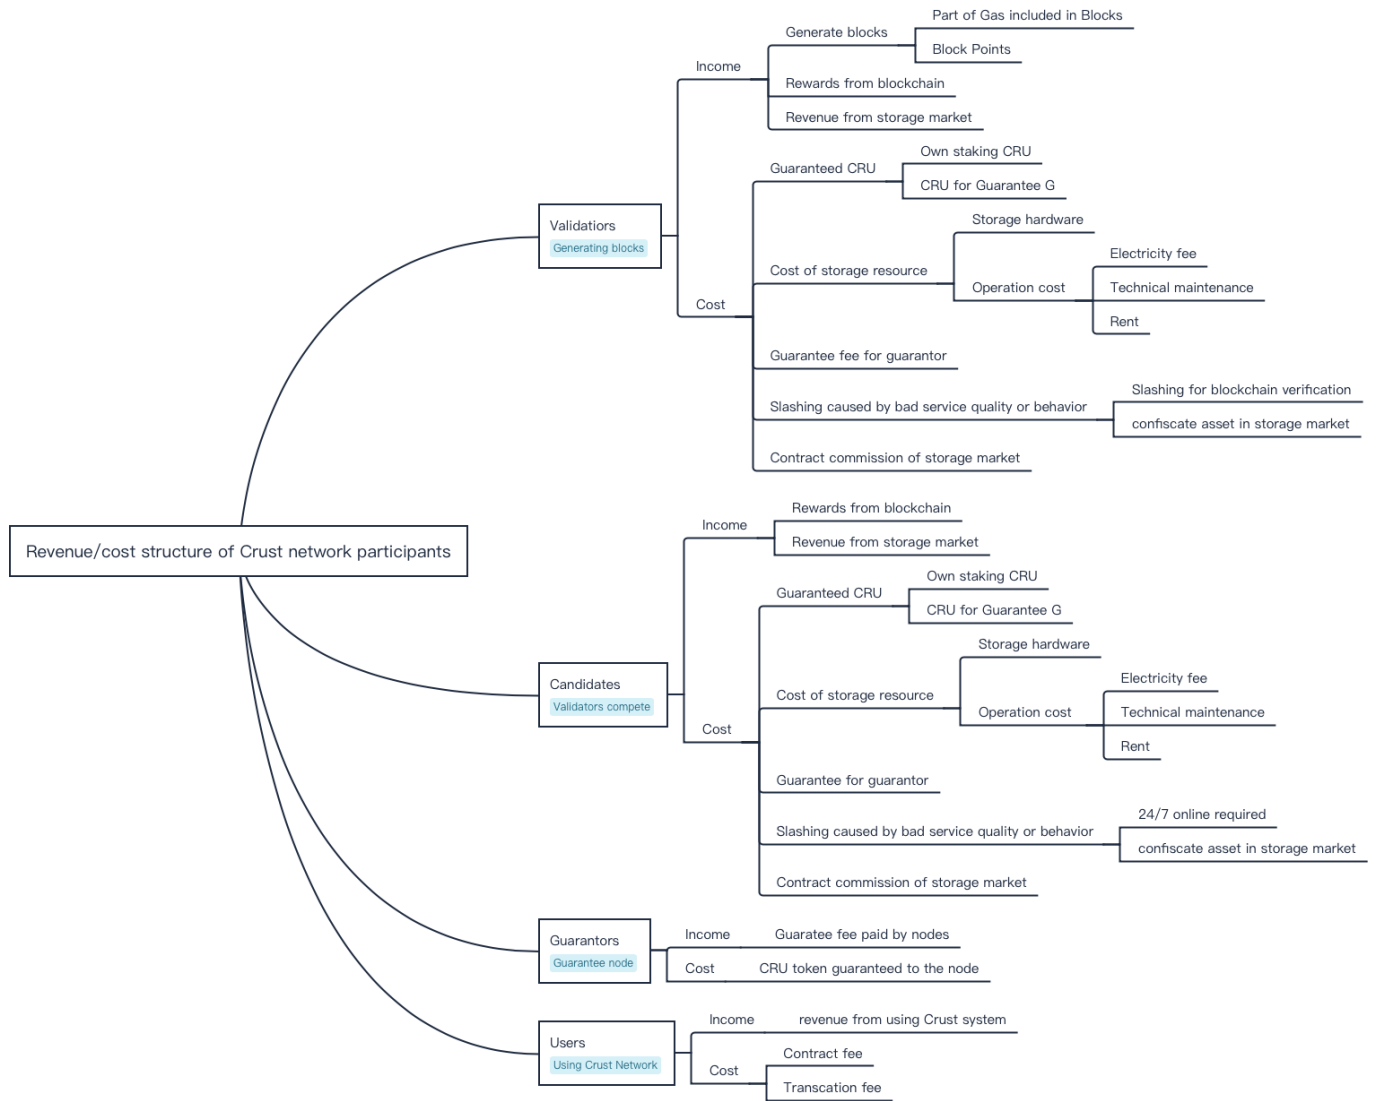 Revenue/cost structure of Crust network participants
Validatiors
Generating blocks
Income
Generate blocks
Part of Gas included in Blocks
Block Points
Rewards from blockchain
Revenue from storage market
Cost
Guaranteed CRU
Own staking CRU
CRU for Guarantee G
Cost of storage resource
Storage hardware
Operation cost
Electricity fee
Technical maintenance
Rent
Guarantee fee for guarantor
Slashing caused by bad service quality or behavior
Slashing for blockchain verification
confiscate asset in storage market
Contract commission of storage market
Candidates
Validators compete
Income
Rewards from blockchain
Revenue from storage market
Cost
Guaranteed CRU
Own staking CRU
CRU for Guarantee G
Cost of storage resource
Storage hardware
Operation cost
Electricity fee
Technical maintenance
Rent
Guarantee for guarantor
Slashing caused by bad service quality or behavior
24/7 online required
confiscate asset in storage market
Contract commission of storage market
Guarantors
Guarantee node
Income
Guaratee fee paid by nodes
Cost
CRU token guaranteed to the node
Users
Using Crust Network
Income
revenue from using Crust system
Cost
Contract fee
Transcation fee